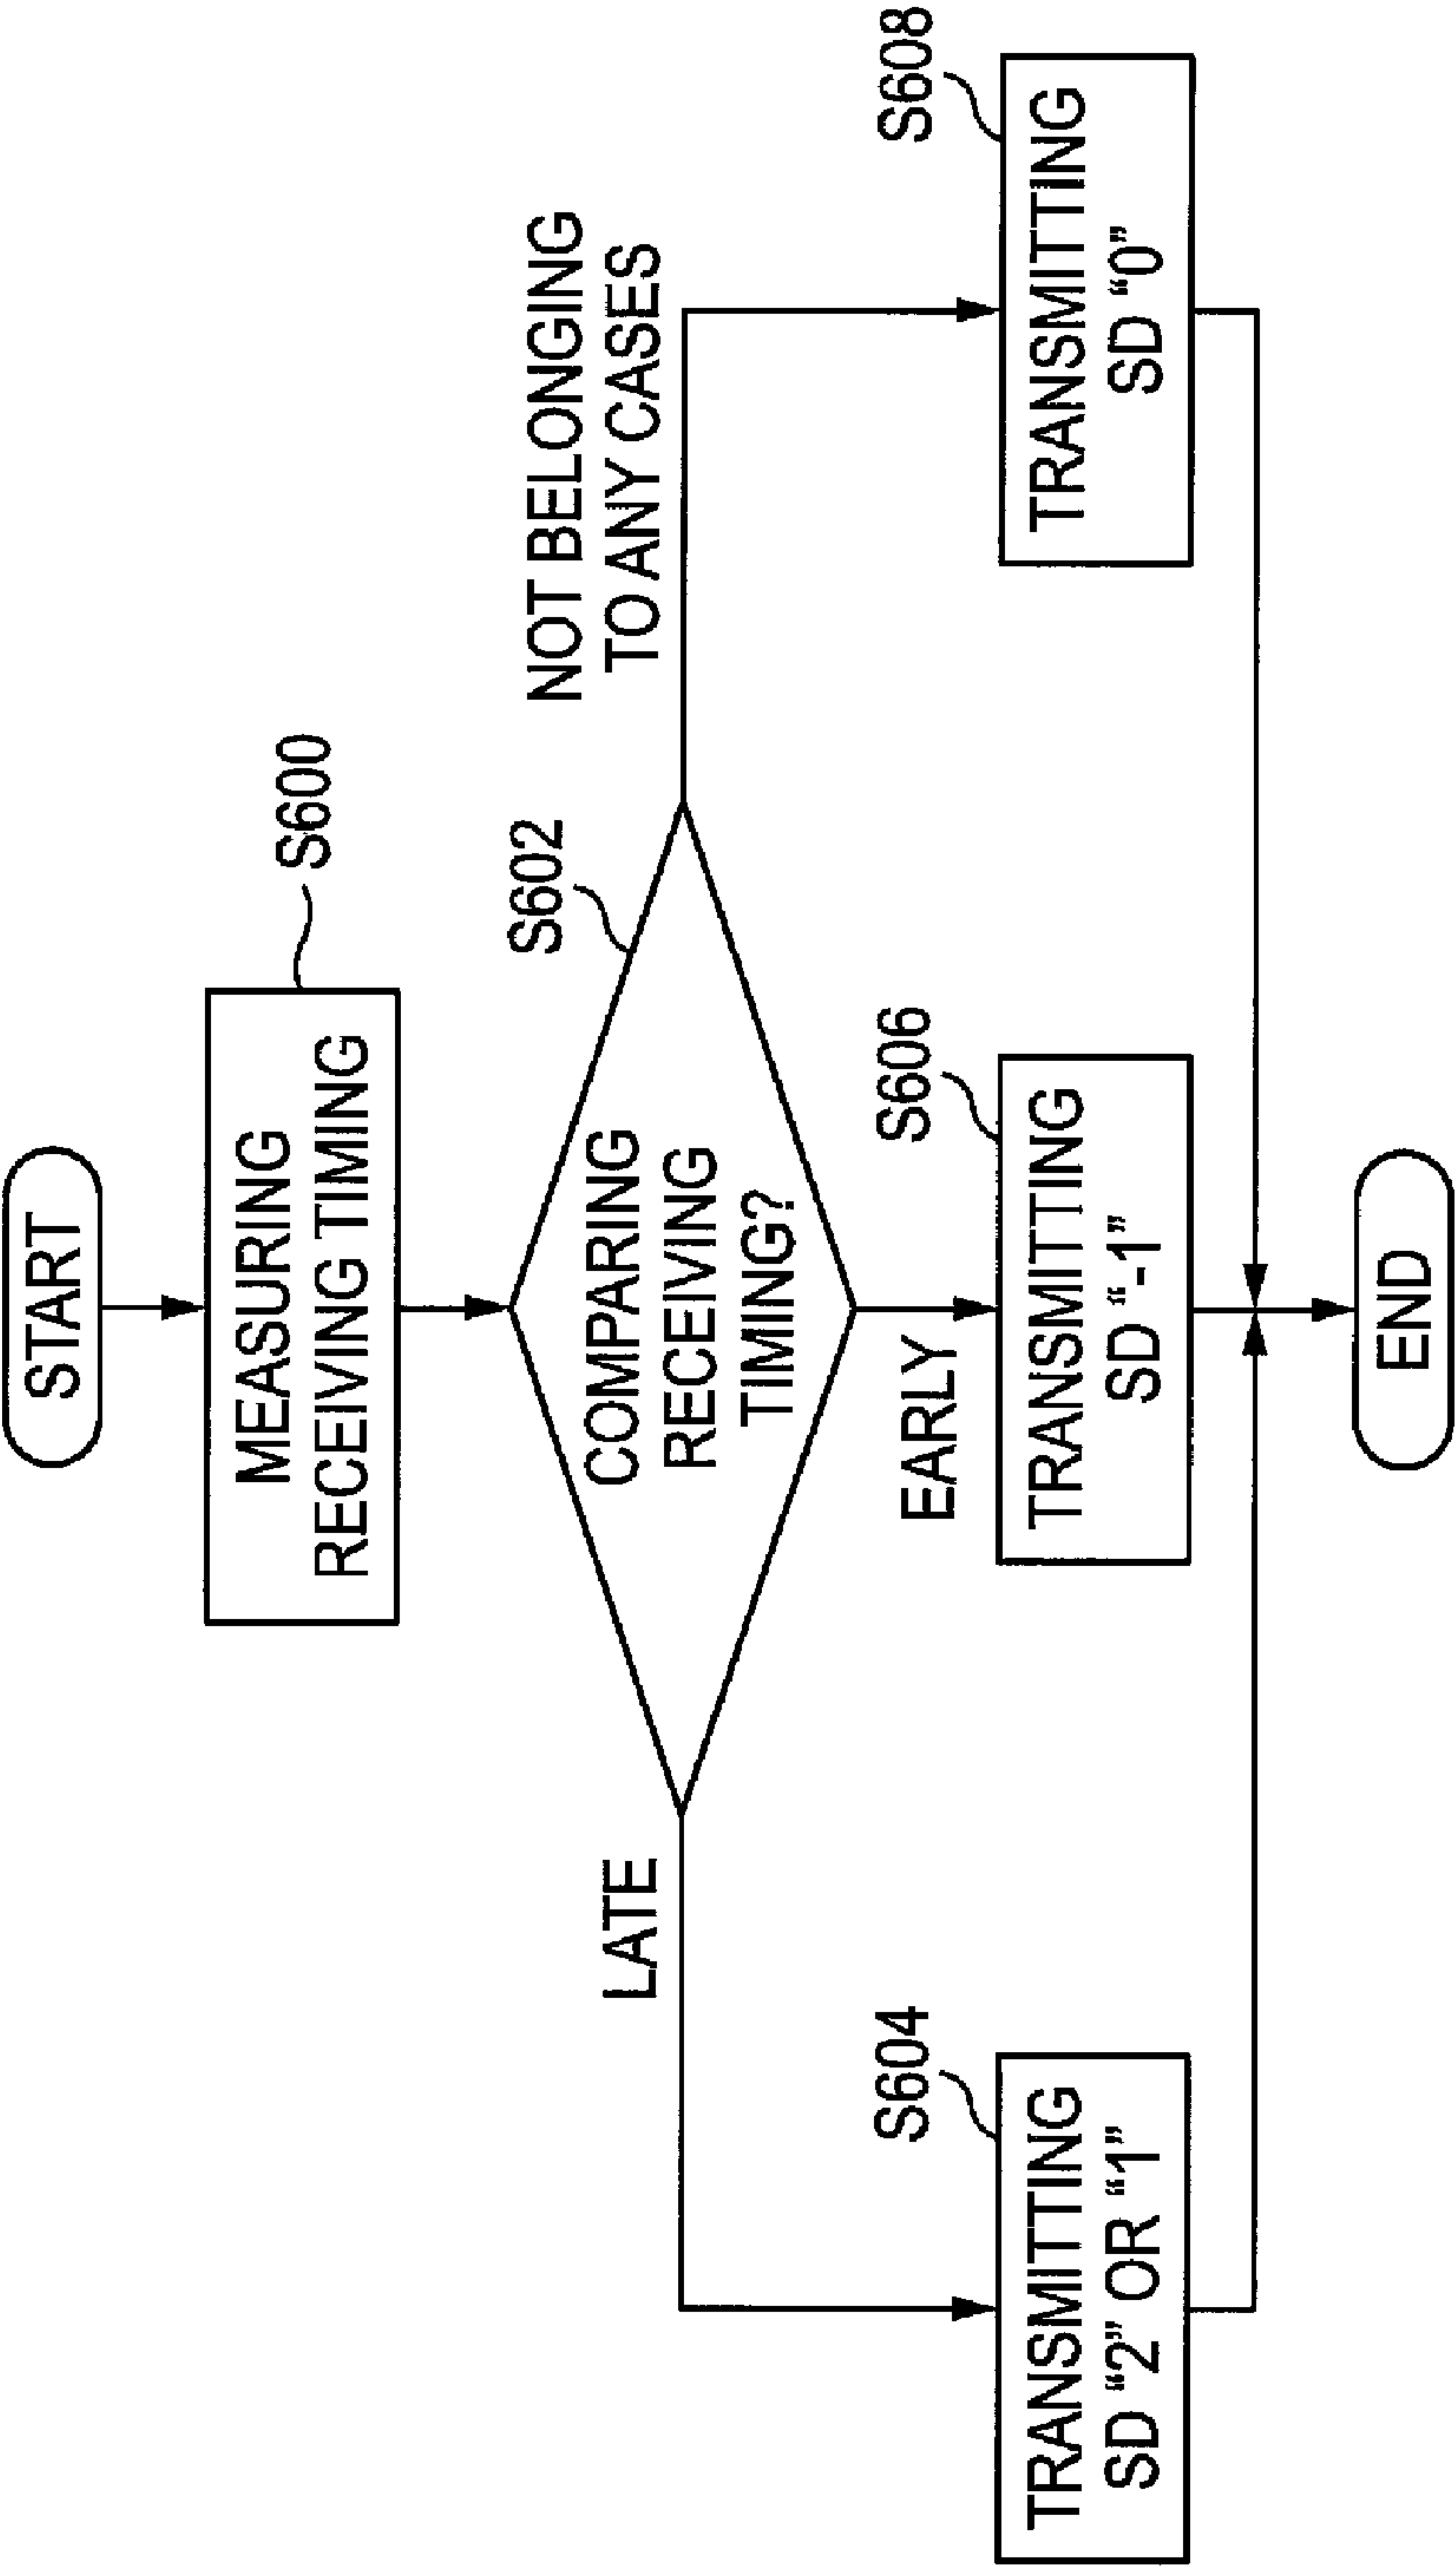 START
S600
MEASURING
RECEIVING TIMING
S602
COMPARING
RECEIVING
TIMING?
LATE
NOT BELONGING
TO ANY CASES
EARLY
S604
TRANSMITTING
SD “2” OR “1”
S606
TRANSMITTING
SD “-1”
S608
TRANSMITTING
SD “0”
END